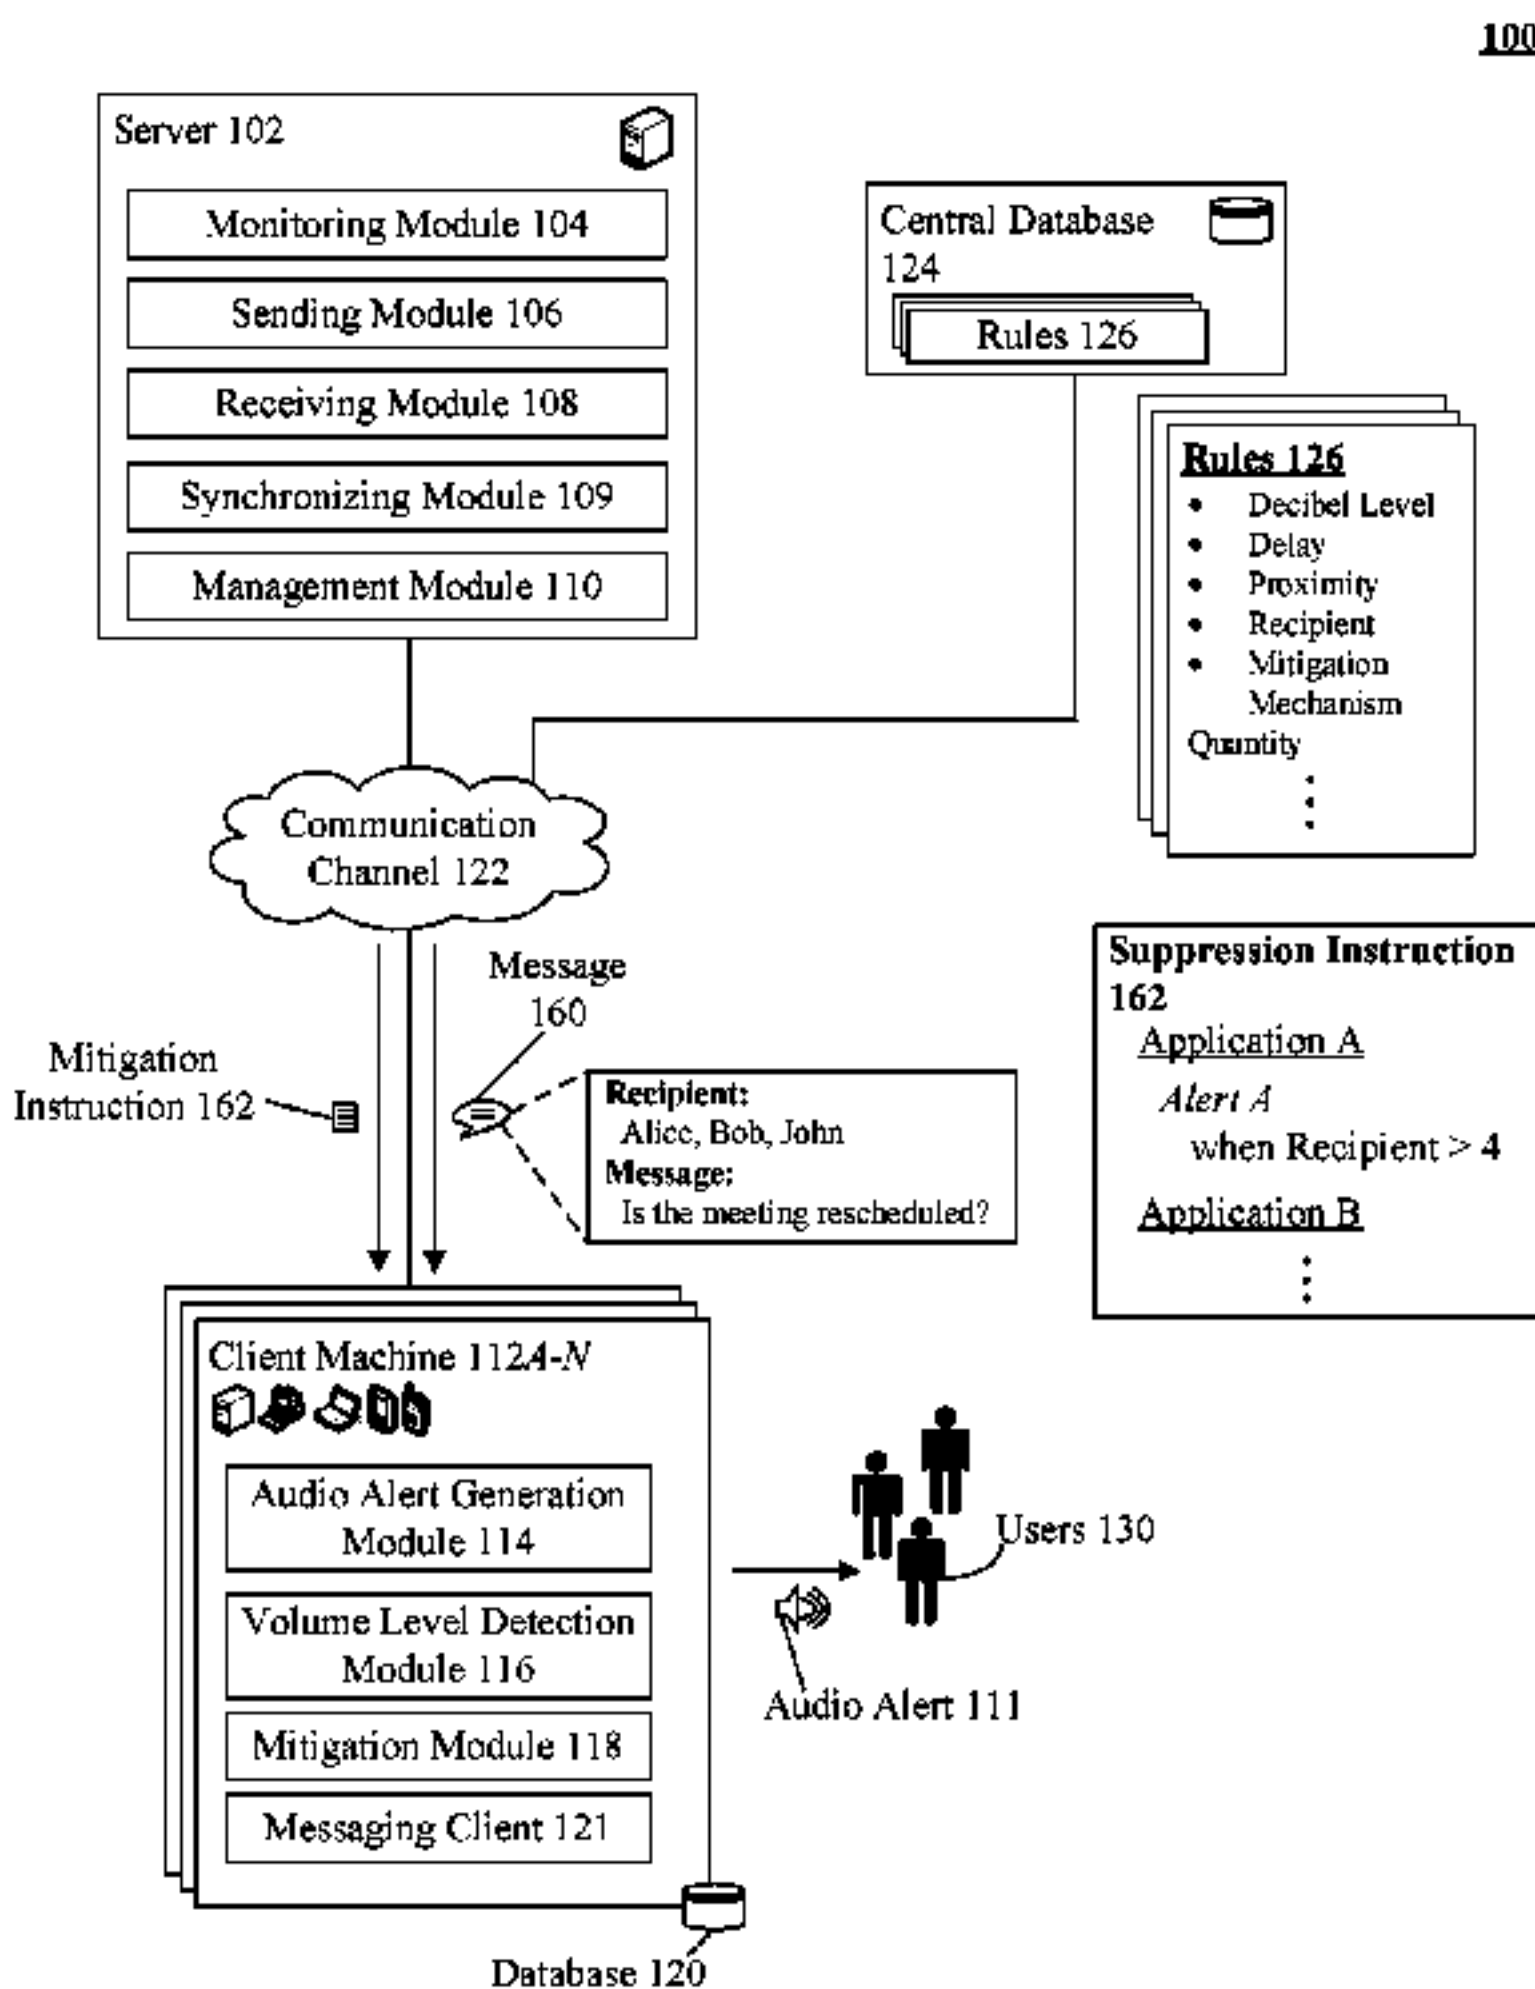 100
Server 102
Monitoring Module 104
Sending Module 106
Receiving Module 108
Synchronizing Module 109
Management Module 110
Central Database
124
Rules 126
Rules 126
• Decibel Level
• Delay
• Proximity
• Recipient
• Mitigation
Mechanism
Quantity
Communication
Channel 122
Suppression Instruction
162
Application A
Alert A
when Recipient > 4
Application B
Message
160
Mitigation
Instruction 162
Recipient:
Alice, Bob, John
Message:
Is the meeting rescheduled?
Client Machine 112A-N
Audio Alert Generation
Module 114
Volume Level Detection
Module 116
Mitigation Module 118
Messaging Client 121
Users 130
Audio Alert 111
Database 120